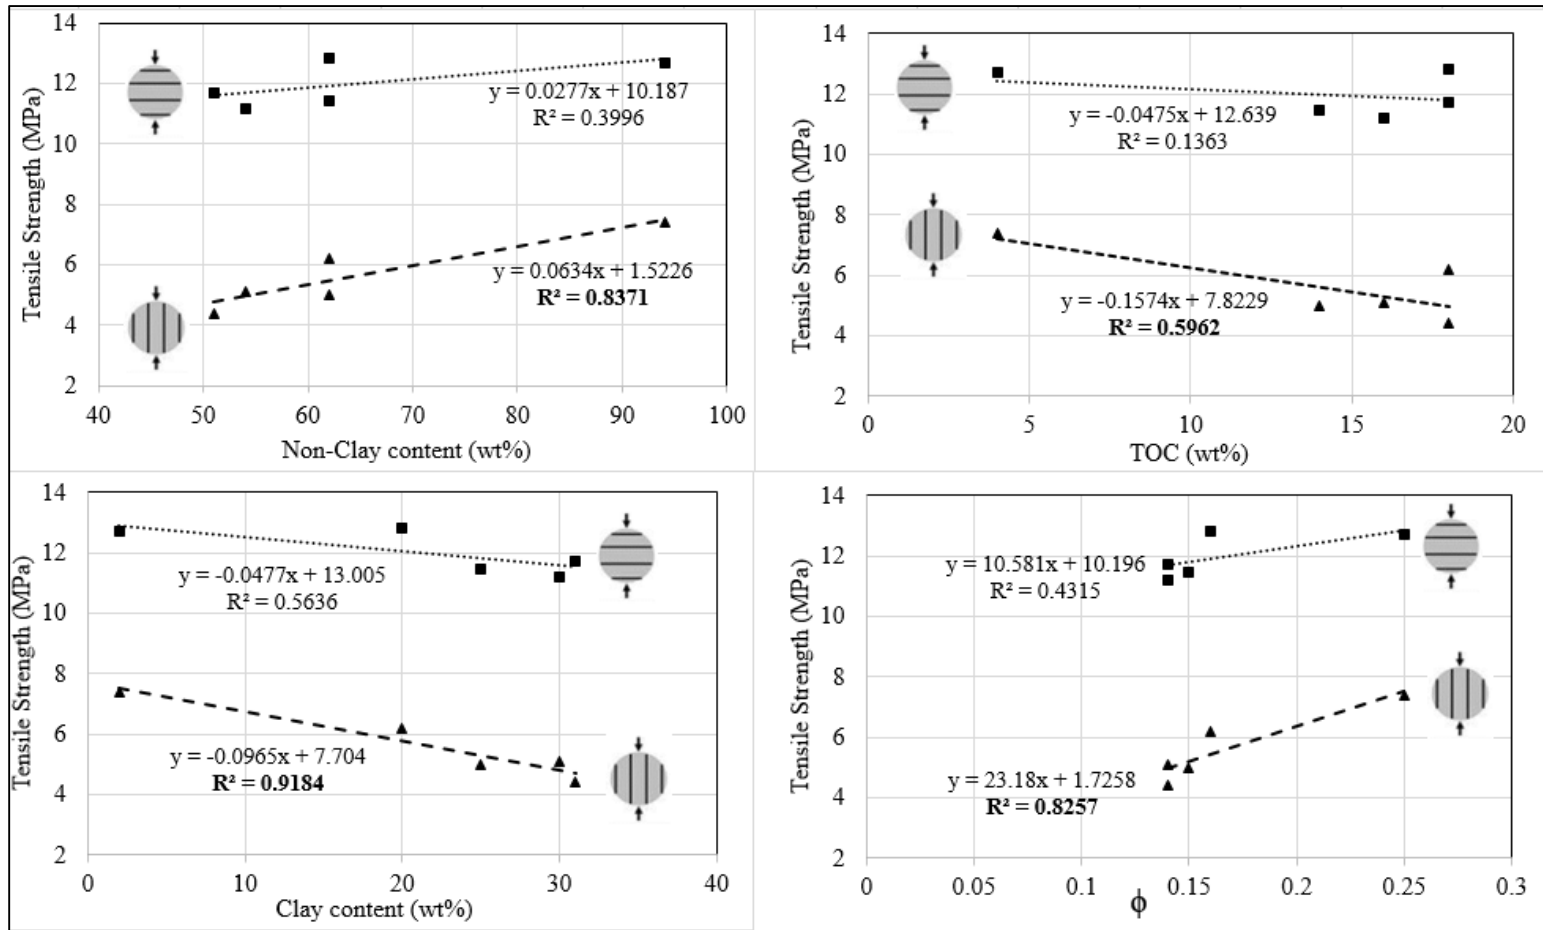 14
12
10
8
6
4
2
Tensile Strength (MPa)
y = 0.0277x + 10.187
R² = 0.3996
y = 0.0634x + 1.5226
R² = 0.8371
40 50 60 70 80 90 100
Non-Clay content (wt%)
14
12
10
8
6
4
2
Tensile Strength (MPa)
y = -0.0475x + 12.639
R² = 0.1363
y = -0.1574x + 7.8229
R² = 0.5962
0 5 10 15 20
TOC (wt%)
14
12
10
8
6
4
2
Tensile Strength (MPa)
y = -0.0477x + 13.005
R² = 0.5636
y = -0.0965x + 7.704
R² = 0.9184
0 10 20 30 40
Clay content (wt%)
14
12
10
8
6
4
2
Tensile Strength (MPa)
y = 10.581x + 10.196
R² = 0.4315
y = 23.18x + 1.7258
R² = 0.8257
0 0.05 0.1 0.15 0.2 0.25 0.3
ϕ